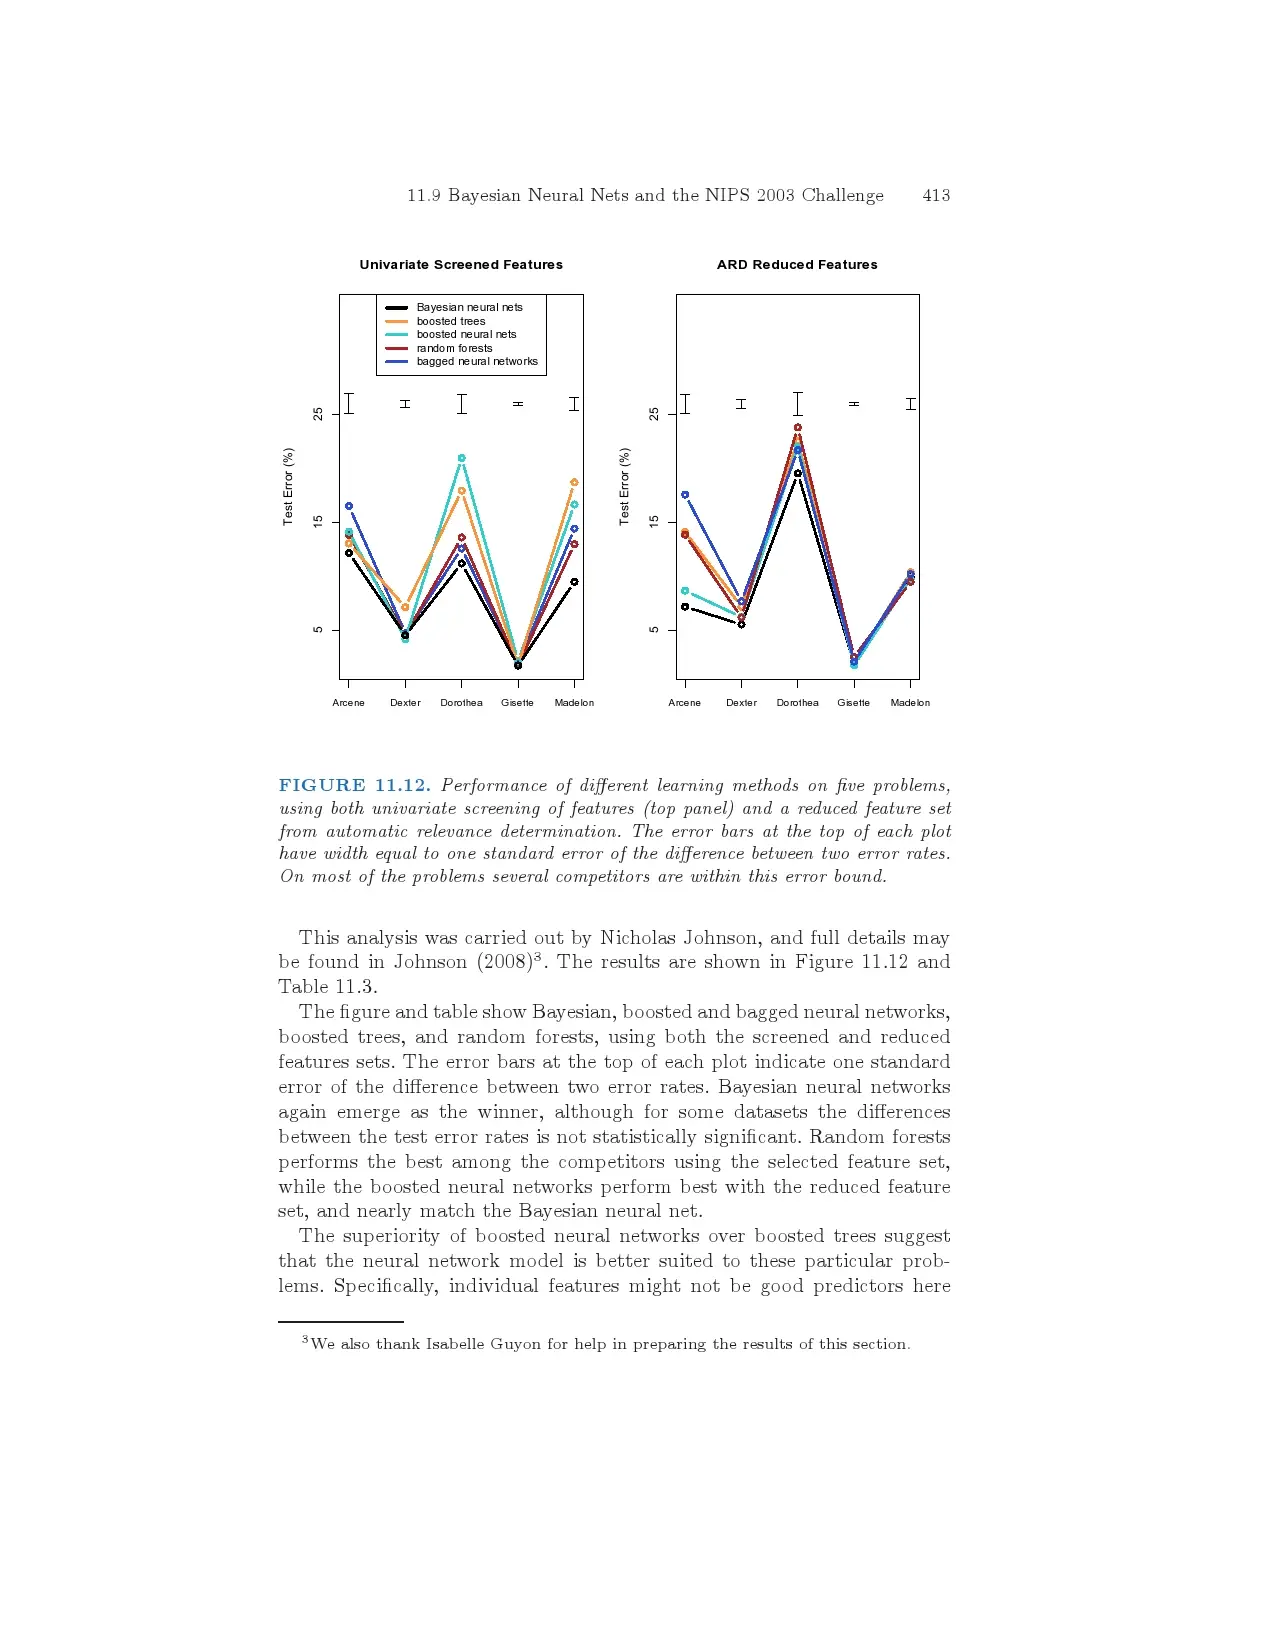 11.9 Bayesian Neural Nets and the NIPS 2003 Challenge 413
Univariate Screened Features
ARD Reduced Features
Bayesian neural nets
boosted trees
boosted neural nets
random forests
bagged neural networks
Test Error (%)
25
15
5
Arcene Dexter Dorothea Gisette Madelon
Test Error (%)
25
15
5
Arcene Dexter Dorothea Gisette Madelon
FIGURE 11.12. Performance of different learning methods on five problems,
using both univariate screening of features (top panel) and a reduced feature set
from automatic relevance determination. The error bars at the top of each plot
have width equal to one standard error of the difference between two error rates.
On most of the problems several competitors are within this error bound.
This analysis was carried out by Nicholas Johnson, and full details may
be found in Johnson (2008)³. The results are shown in Figure 11.12 and
Table 11.3.
The figure and table show Bayesian, boosted and bagged neural networks,
boosted trees, and random forests, using both the screened and reduced
features sets. The error bars at the top of each plot indicate one standard
error of the difference between two error rates. Bayesian neural networks
again emerge as the winner, although for some datasets the differences
between the test error rates is not statistically significant. Random forests
performs the best among the competitors using the selected feature set,
while the boosted neural networks perform best with the reduced feature
set, and nearly match the Bayesian neural net.
The superiority of boosted neural networks over boosted trees suggest
that the neural network model is better suited to these particular prob-
lems. Specifically, individual features might not be good predictors here
³We also thank Isabelle Guyon for help in preparing the results of this section.